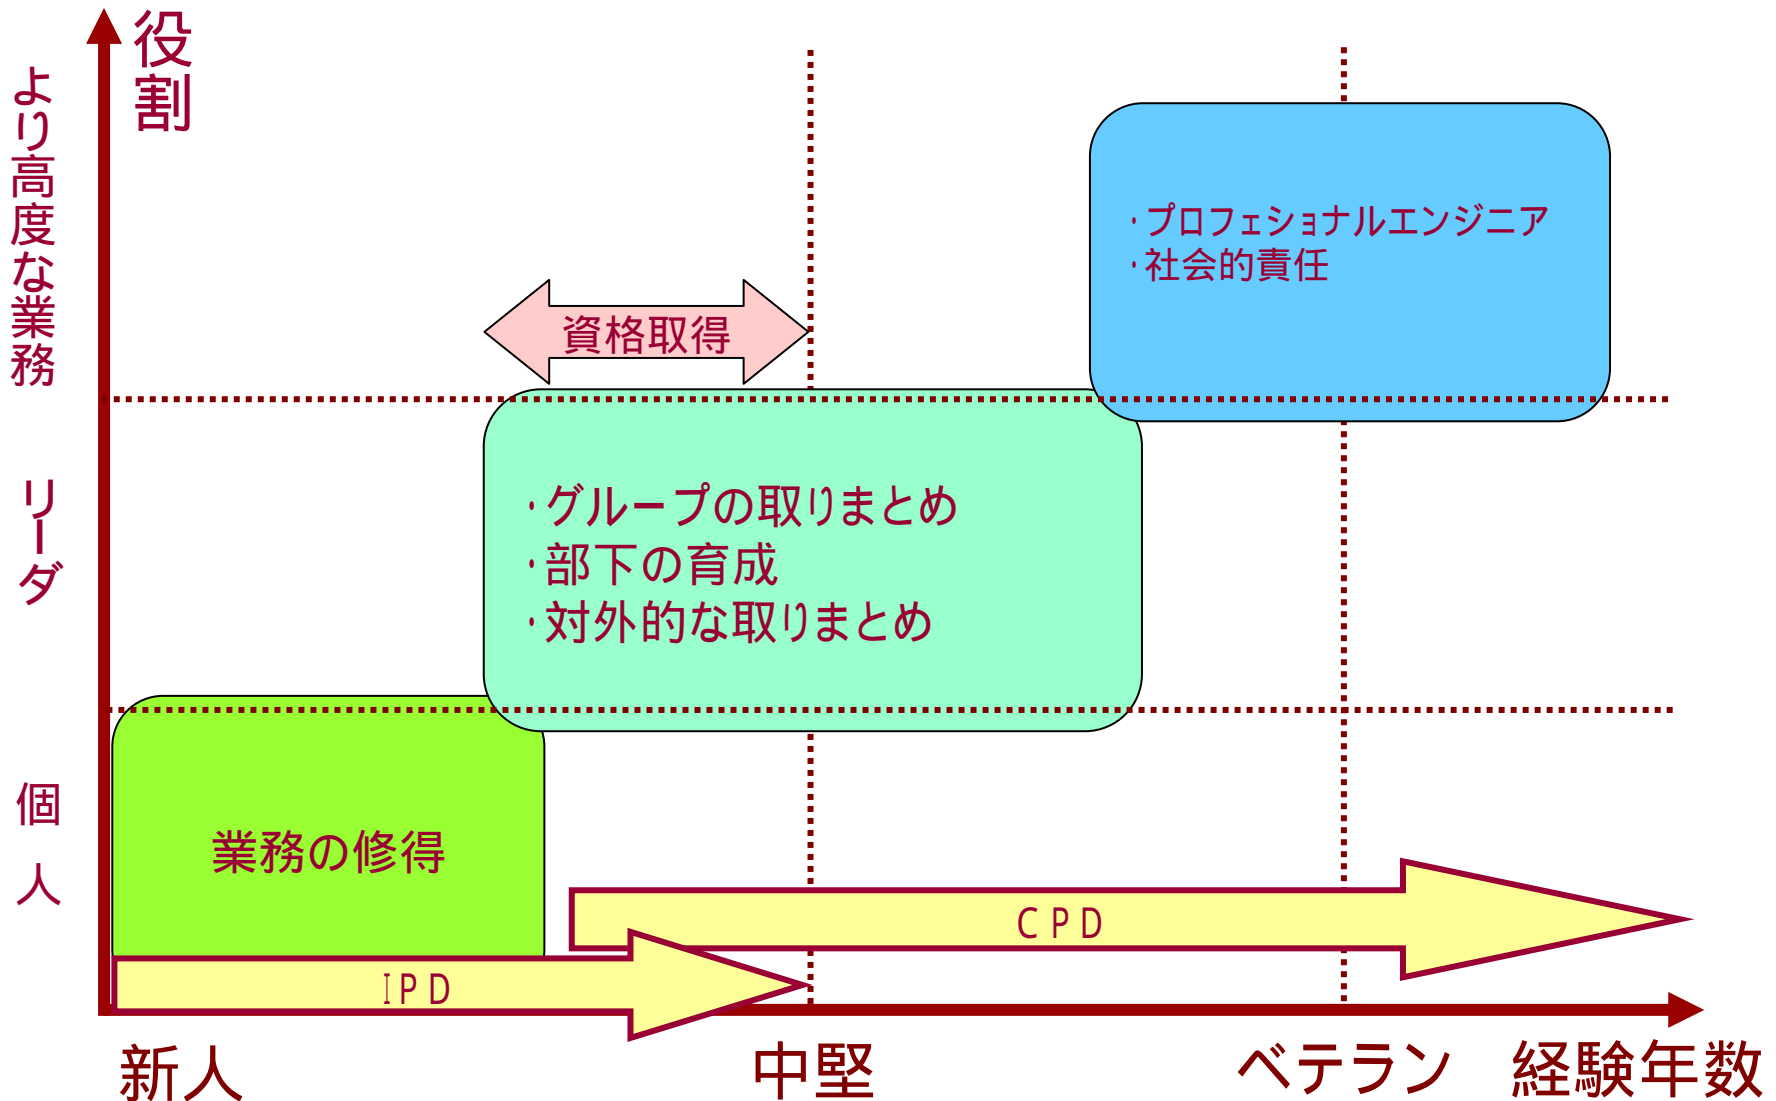 役割
より高度な業務
リーダ
個人
・プロフェショナルエンジニア
・社会的責任
資格取得
・グループの取りまとめ
・部下の育成
・対外的な取りまとめ
業務の修得
CPD
IPD
新人
中堅
ベテラン
経験年数